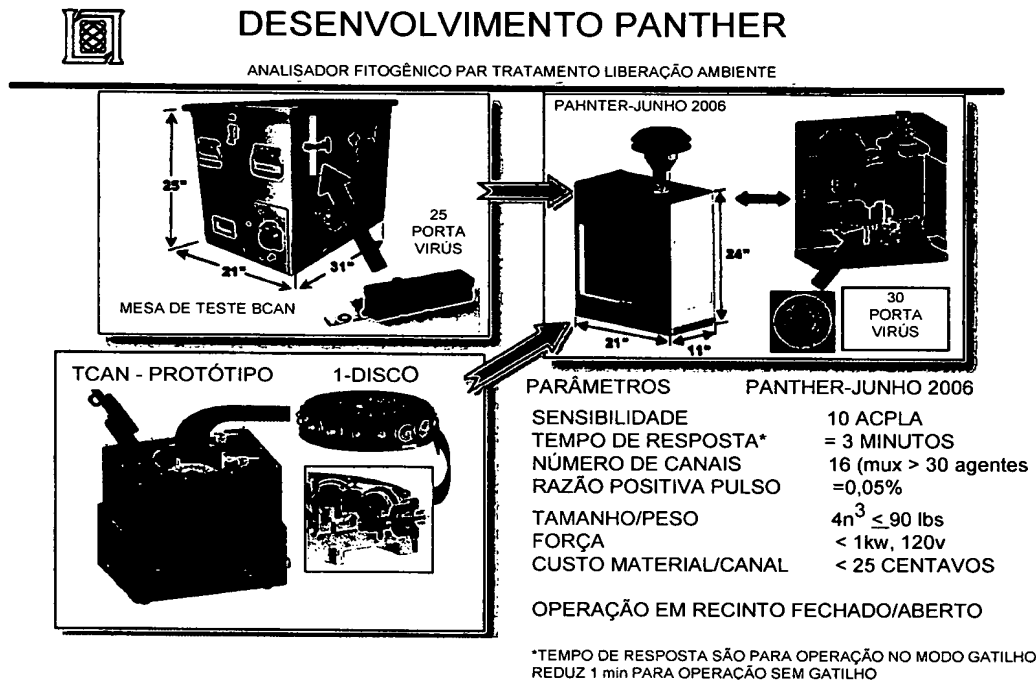 DESENVOLVIMENTO PANTHER
ANALISADOR FITOGÊNICO PAR TRATAMENTO LIBERAÇÃO AMBIENTE
25"
21"
31"
25
PORTA
VIRÚS
MESA DE TESTE BCAN
PAHNTER-JUNHO 2006
24"
21"
11"
30
PORTA
VIRÚS
TCAN - PROTÓTIPO 1-DISCO
PARÂMETROS PANTHER-JUNHO 2006
SENSIBILIDADE 10 ACPLA
TEMPO DE RESPOSTA* = 3 MINUTOS
NÚMERO DE CANAIS 16 (mux > 30 agentes
RAZÃO POSITIVA PULSO =0,05%
TAMANHO/PESO 4n³ ≤ 90 lbs
FORÇA < 1kw, 120v
CUSTO MATERIAL/CANAL < 25 CENTAVOS
OPERAÇÃO EM RECINTO FECHADO/ABERTO
*TEMPO DE RESPOSTA SÃO PARA OPERAÇÃO NO MODO GATILHO
REDUZ 1 min PARA OPERAÇÃO SEM GATILHO